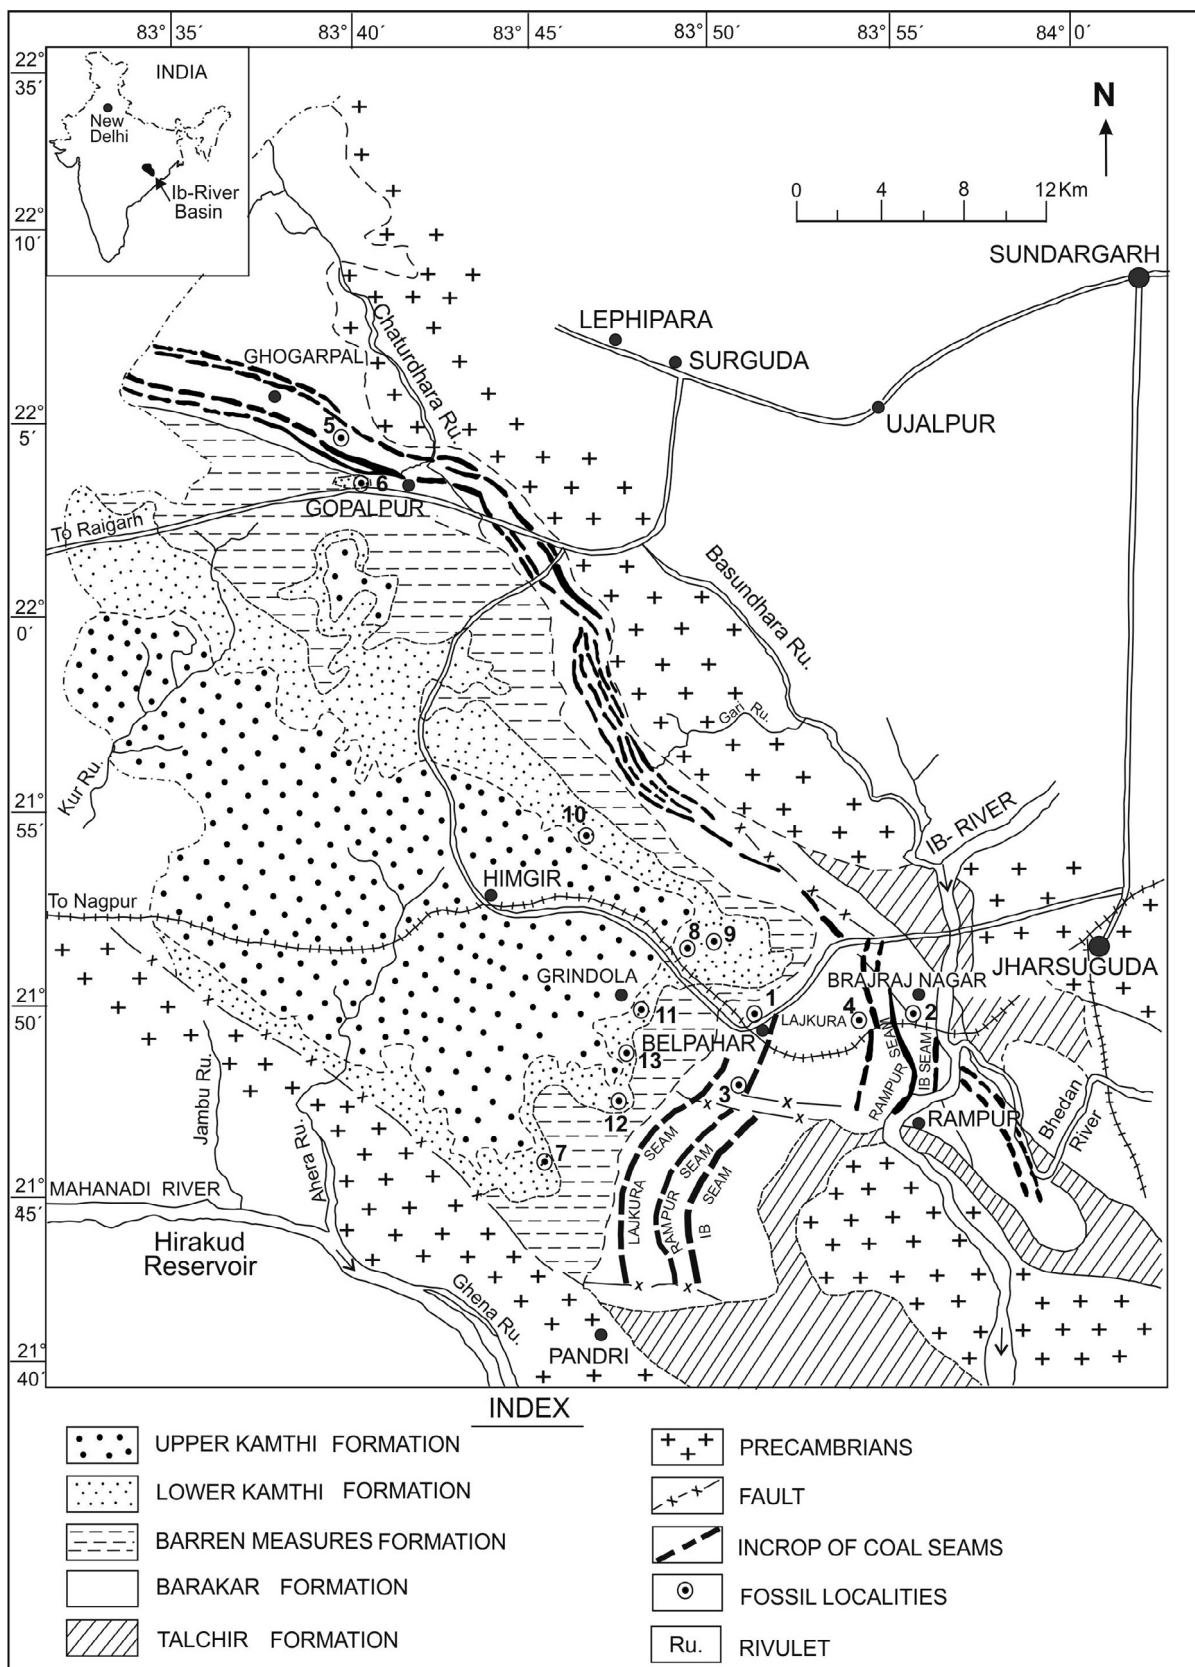 83° 35´ 83° 40´ 83° 45´ 83° 50´ 83° 55´ 84° 0´
22°
35´
INDIA
New
Delhi
Ib-River
Basin
N
0 4 8 12 Km
22°
10´
SUNDARGARH
Chaturdhara Ru.
LEPHIPARA
SURGUDA
GHOGARPAL
UJALPUR
22°
5´
5
6
GOPALPUR
To Raigarh
Basundhara Ru.
22°
0´
Gari Ru.
Kur Ru.
21°
55´
10
IB- RIVER
HIMGIR
To Nagpur
8
9
JHARSUGUDA
GRINDOLA
BRAJRAJ NAGAR
21°
50´
11
1
LAJKURA
4
2
BELPAHAR
13
3
RAMPUR SEAM
IB SEAM
12
RAMPUR
Bhedan
River
Jambu Ru.
Ahera Ru.
7
LAJKURA SEAM
RAMPUR SEAM
IB SEAM
MAHANADI RIVER
21°
45´
Hirakud
Reservoir
Ghena Ru.
PANDRI
21°
40´
INDEX
UPPER KAMTHI FORMATION
LOWER KAMTHI FORMATION
BARREN MEASURES FORMATION
BARAKAR FORMATION
TALCHIR FORMATION
PRECAMBRIANS
FAULT
INCROP OF COAL SEAMS
FOSSIL LOCALITIES
Ru. RIVULET